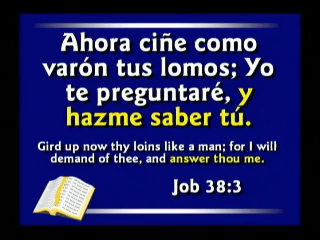 Ahora ciñe como
varón tus lomos; Yo
te preguntaré, y
hazme saber tú.
Gird up now thy loins like a man; for I will
demand of thee, and answer thou me.
Job 38:3